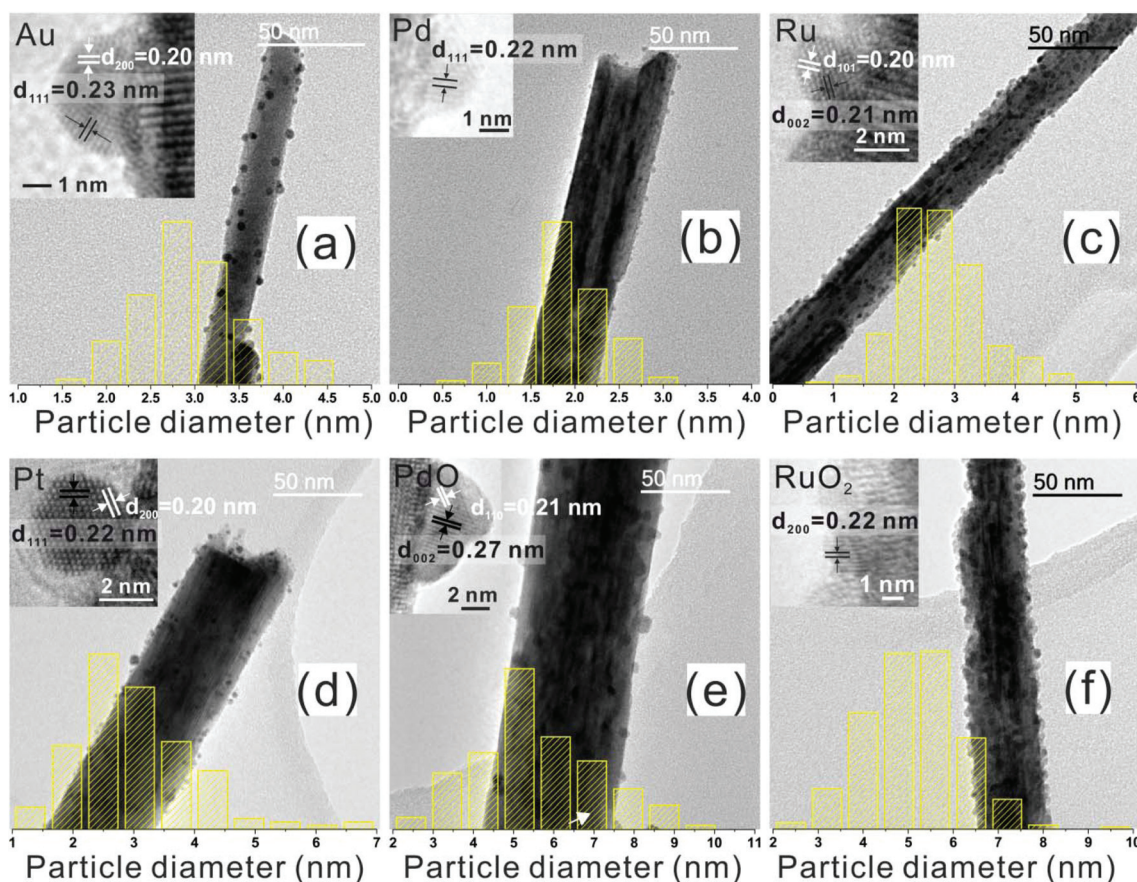 Au
50 nm
d200=0.20 nm
d111=0.23 nm
1 nm
(a)
1.0 1.5 2.0 2.5 3.0 3.5 4.0 4.5 5.0
Particle diameter (nm)
Pd
50 nm
d111=0.22 nm
1 nm
(b)
0.0 0.5 1.0 1.5 2.0 2.5 3.0 3.5 4.0
Particle diameter (nm)
Ru
50 nm
d101=0.20 nm
d002=0.21 nm
2 nm
(c)
0 1 2 3 4 5 6
Particle diameter (nm)
Pt
50 nm
d200=0.20 nm
d111=0.22 nm
2 nm
(d)
1 2 3 4 5 6 7
Particle diameter (nm)
PdO
50 nm
d110=0.21 nm
d002=0.27 nm
2 nm
(e)
2 3 4 5 6 7 8 9 10 11
Particle diameter (nm)
RuO2
50 nm
d200=0.22 nm
1 nm
(f)
2 3 4 5 6 7 8 9 10
Particle diameter (nm)